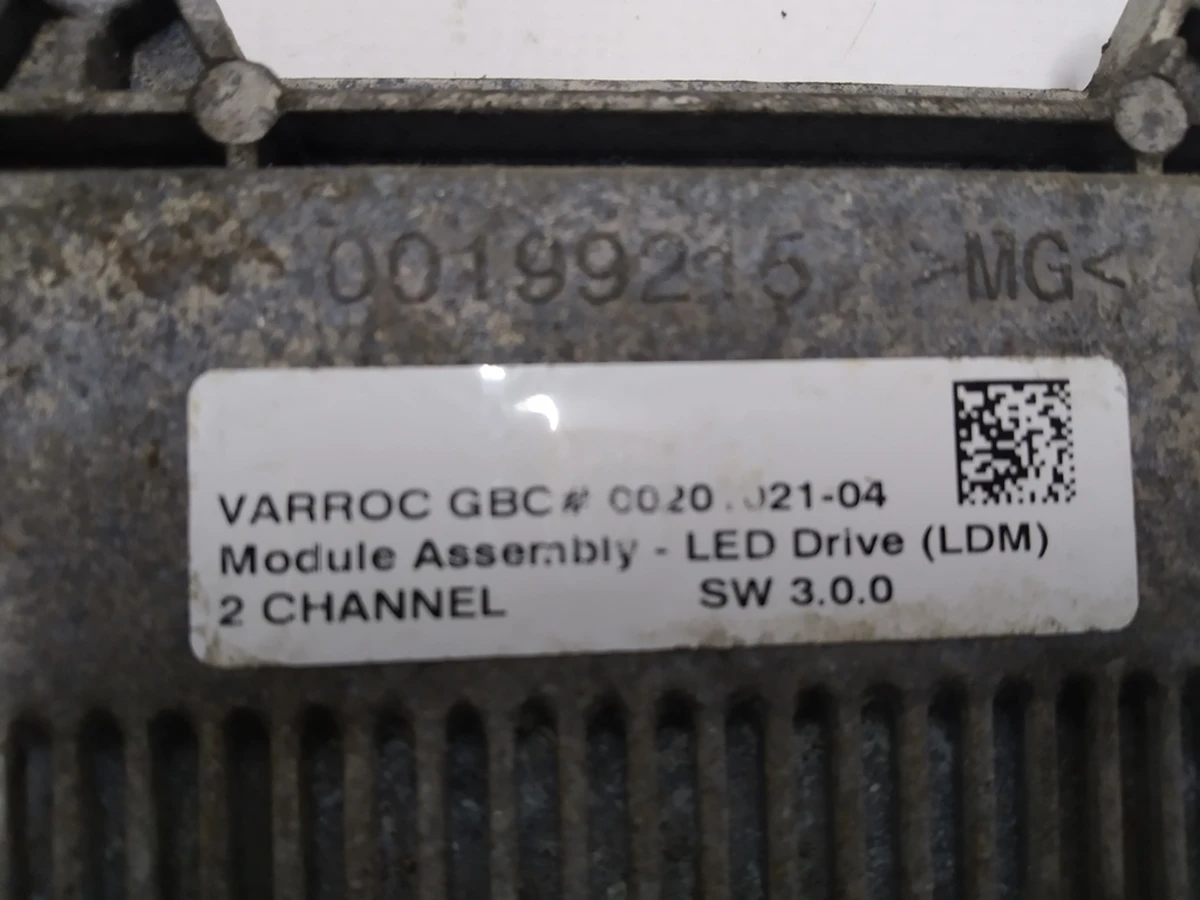 00199215 >MG<
VARROC GBC#
Module Assembly - LED Drive (LDM)
2 CHANNEL SW 3.0.0